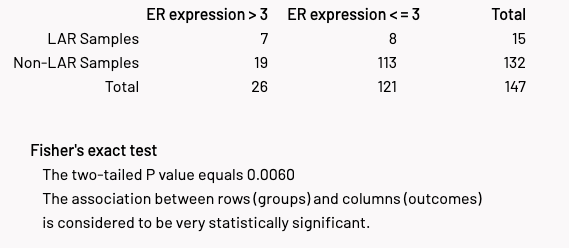 ER expression > 3 ER expression <= 3 Total
LAR Samples 7 8 15
Non-LAR Samples 19 113 132
Total 26 121 147
Fisher's exact test
The two-tailed P value equals 0.0060
The association between rows (groups) and columns (outcomes)
is considered to be very statistically significant.